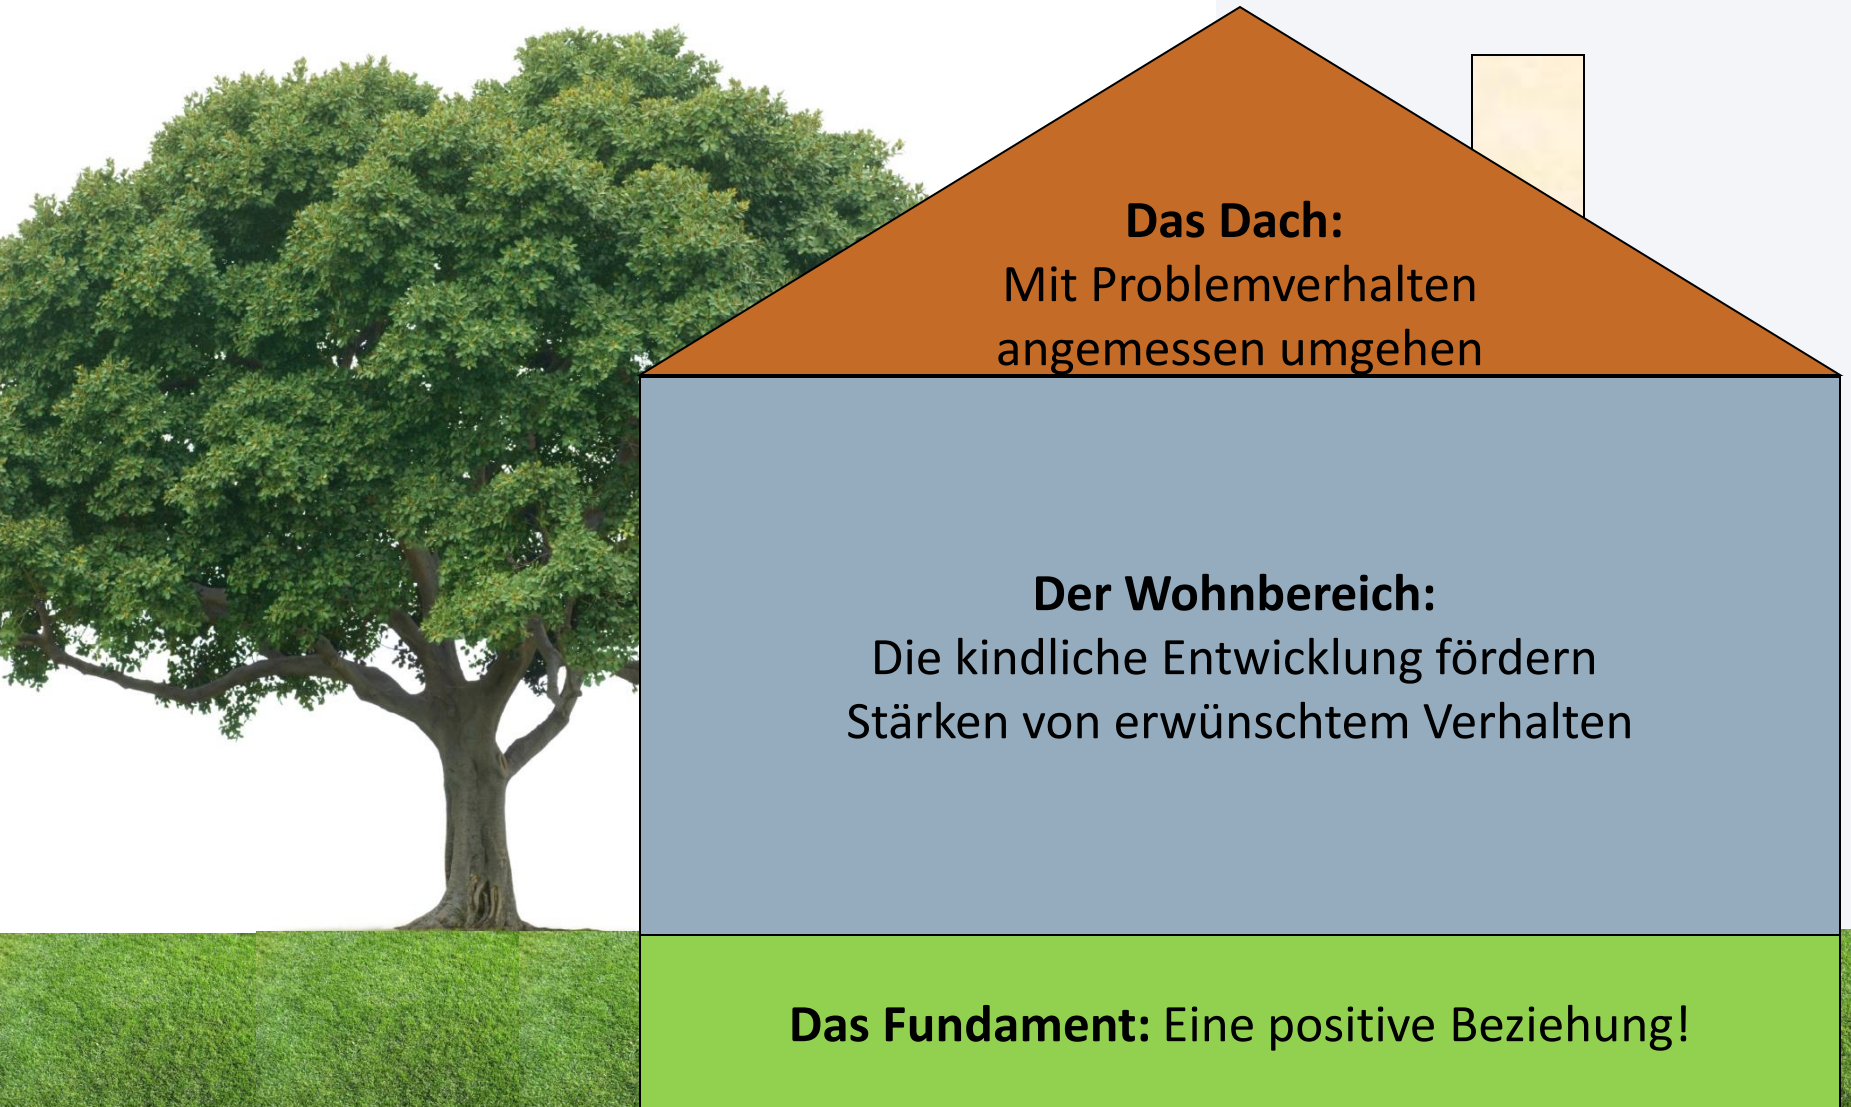 Das Dach:
Mit Problemverhalten
angemessen umgehen
Der Wohnbereich:
Die kindliche Entwicklung fördern
Stärken von erwünschtem Verhalten
Das Fundament: Eine positive Beziehung!